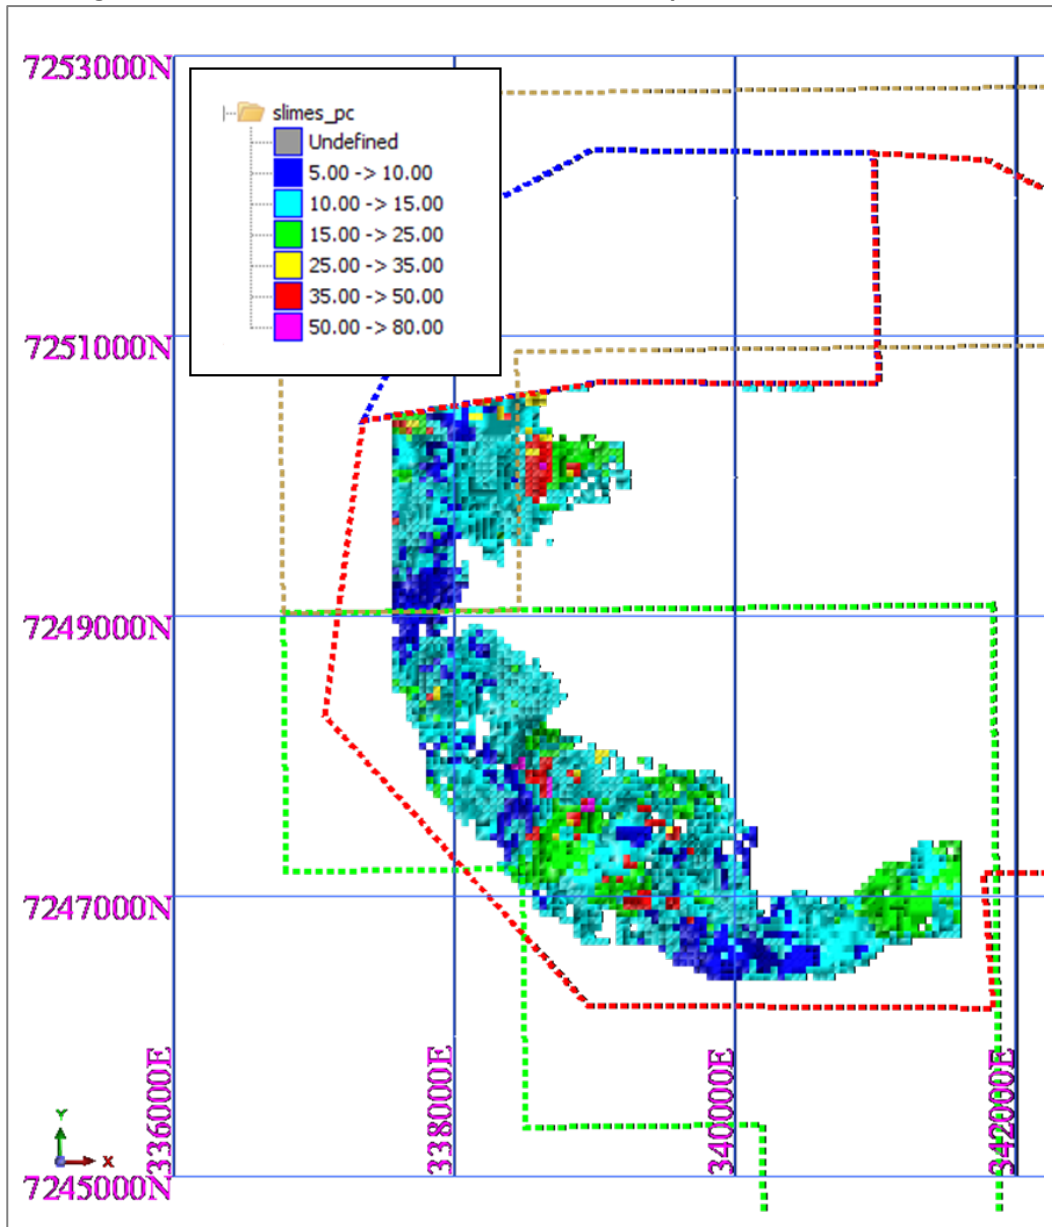 7253000N
slimes_pc
Undefined
5.00 -> 10.00
10.00 -> 15.00
15.00 -> 25.00
25.00 -> 35.00
35.00 -> 50.00
50.00 -> 80.00
7251000N
7249000N
7247000N
336000E
338000E
340000E
342000E
Y
X
7245000N